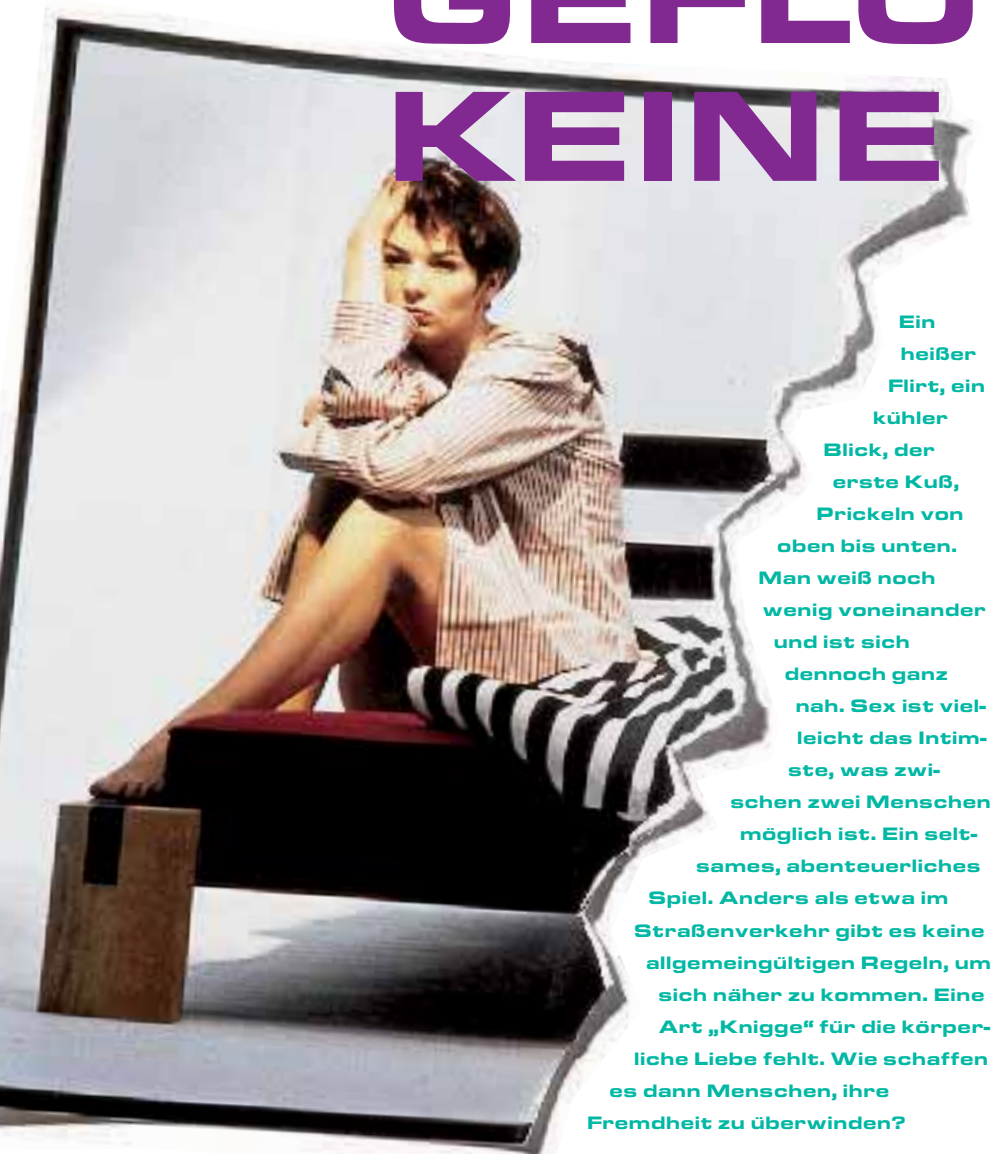 GEFLÜ
KEINE
Ein
heißer
Flirt, ein
kühler
Blick, der
erste Kuß,
Prickeln von
oben bis unten.
Man weiß noch
wenig voneinander
und ist sich
dennoch ganz
nah. Sex ist viel-
leicht das Intim-
ste, was zwi-
schen zwei Menschen
möglich ist. Ein selt-
sames, abenteuerliches
Spiel. Anders als etwa im
Straßenverkehr gibt es keine
allgemeingültigen Regeln, um
sich näher zu kommen. Eine
Art „Knigge“ für die körper-
liche Liebe fehlt. Wie schaffen
es dann Menschen, ihre
Fremdheit zu überwinden?